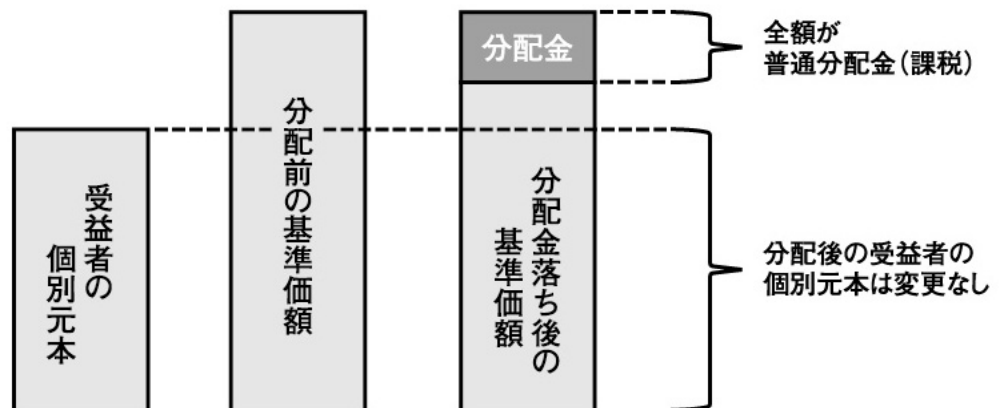 受益者の
個別元本
分配前の基準価額
分配金
分配金落ち後の
基準価額
全額が
普通分配金（課税）
分配後の受益者の
個別元本は変更なし